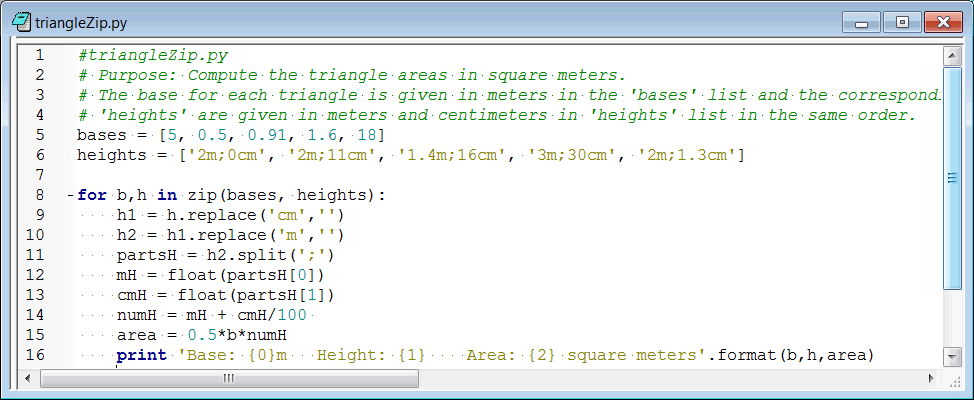 triangleZip.py
1 #triangleZip.py
2 # Purpose: Compute the triangle areas in square meters.
3 # The base for each triangle is given in meters in the 'bases' list and the correspondi
4 # 'heights' are given in meters and centimeters in 'heights' list in the same order.
5 bases = [5, 0.5, 0.91, 1.6, 18]
6 heights = ['2m;0cm', '2m;11cm', '1.4m;16cm', '3m;30cm', '2m;1.3cm']
7
8 for b,h in zip(bases, heights):
9     h1 = h.replace('cm','')
10     h2 = h1.replace('m','')
11     partsH = h2.split(';')
12     mH = float(partsH[0])
13     cmH = float(partsH[1])
14     numH = mH + cmH/100
15     area = 0.5*b*numH
16     print 'Base: {0}m   Height: {1}    Area: {2} square meters'.format(b,h,area)